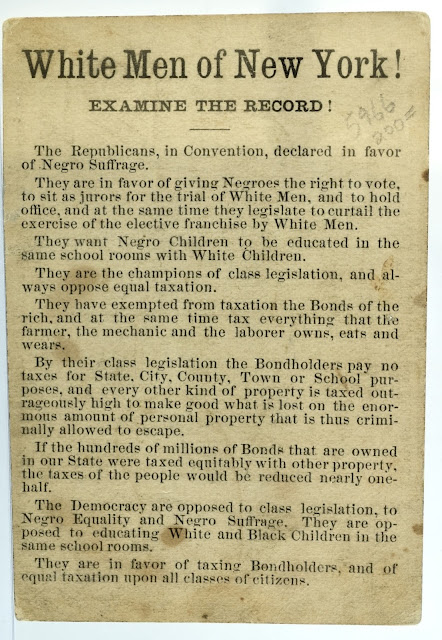 White Men of New York!
EXAMINE THE RECORD!
5966
200=
The Republicans, in Convention, declared in favor
of Negro Suffrage.
They are in favor of giving Negroes the right to vote,
to sit as jurors for the trial of White Men, and to hold
office, and at the same time they legislate to curtail the
exercise of the elective franchise by White Men.
They want Negro Children to be educated in the
same school rooms with White Children.
They are the champions of class legislation, and al-
ways oppose equal taxation.
They have exempted from taxation the Bonds of the
rich, and at the same time tax everything that the
farmer, the mechanic and the laborer owns, eats and
wears.
By their class legislation the Bondholders pay no
taxes for State, City, County, Town or School pur-
poses, and every other kind of property is taxed out-
rageously high to make good what is lost on the enor-
mous amount of personal property that is thus crimi-
nally allowed to escape.
If the hundreds of millions of Bonds that are owned
in our State were taxed equitably with other property,
the taxes of the people would be reduced nearly one-
half.
The Democracy are opposed to class legislation, to
Negro Equality and Negro Suffrage. They are op-
posed to educating White and Black Children in the
same school rooms.
They are in favor of taxing Bondholders, and of
equal taxation upon all classes of citizens.